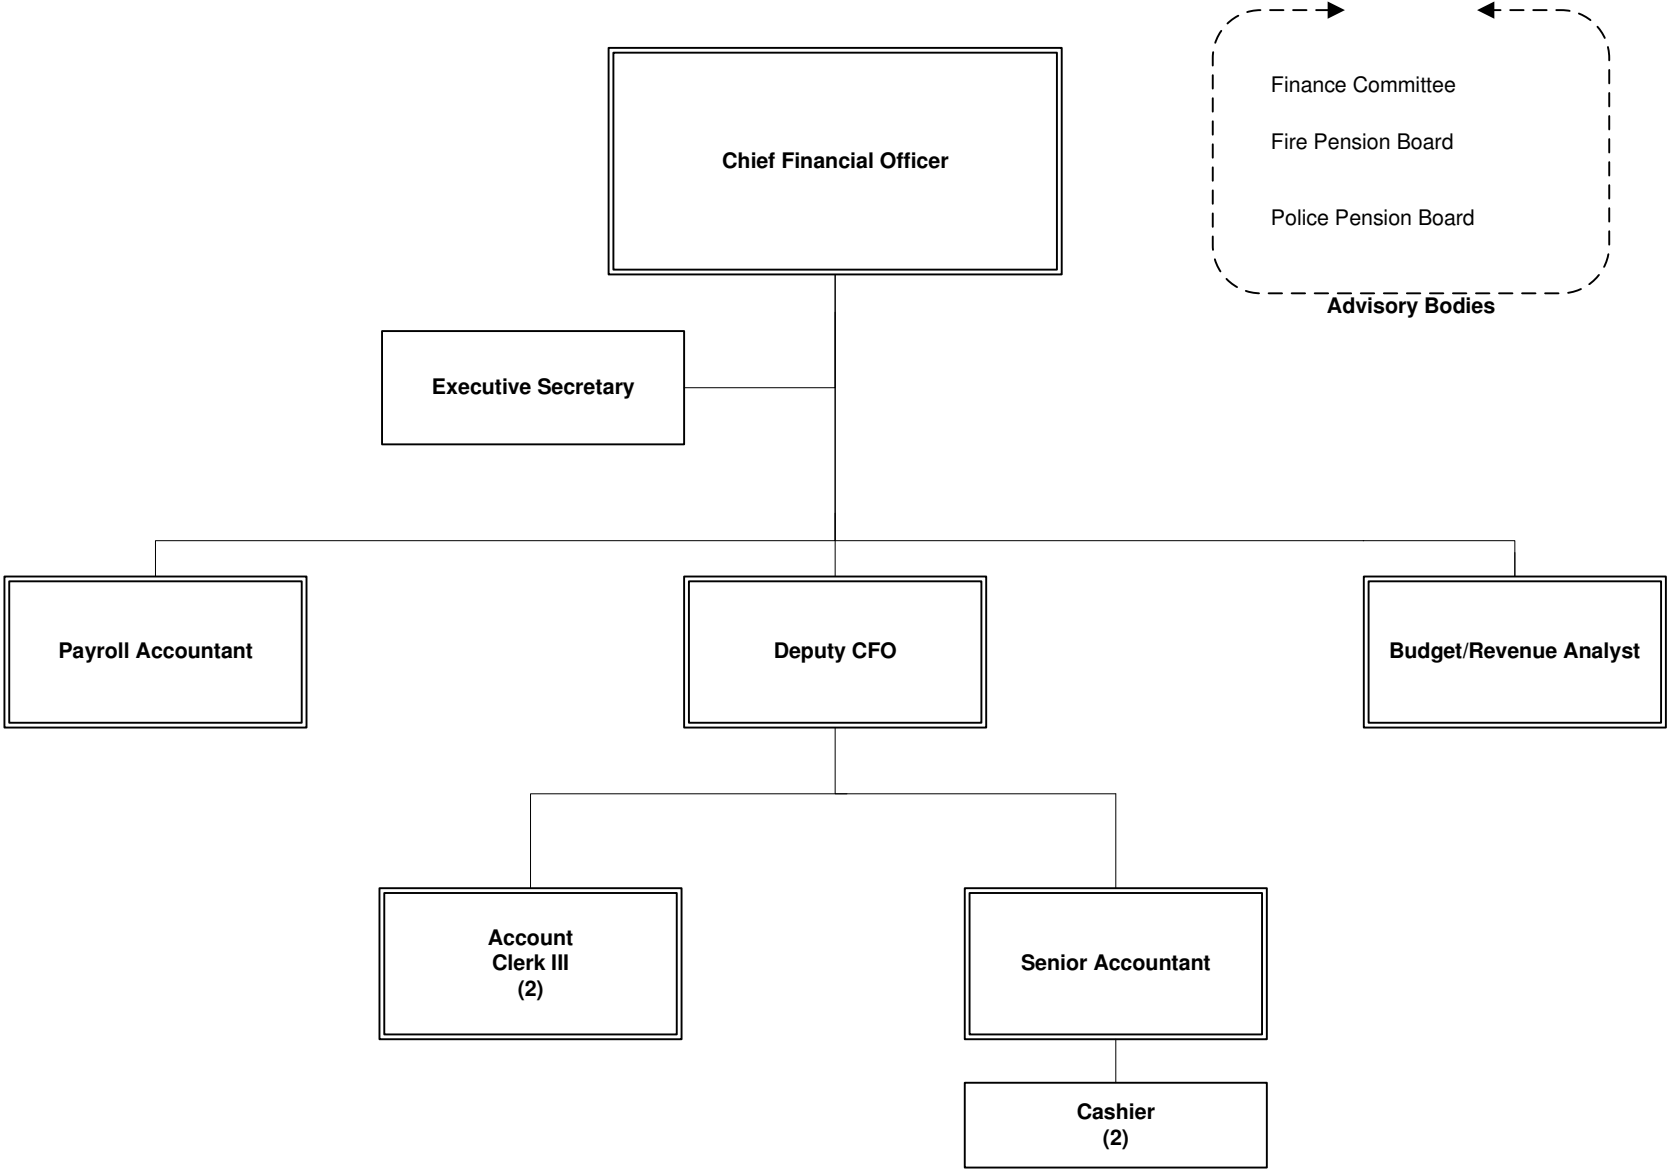 Finance Committee
Fire Pension Board
Police Pension Board
Advisory Bodies
Chief Financial Officer
Executive Secretary
Payroll Accountant
Deputy CFO
Budget/Revenue Analyst
Account
Clerk III
(2)
Senior Accountant
Cashier
(2)